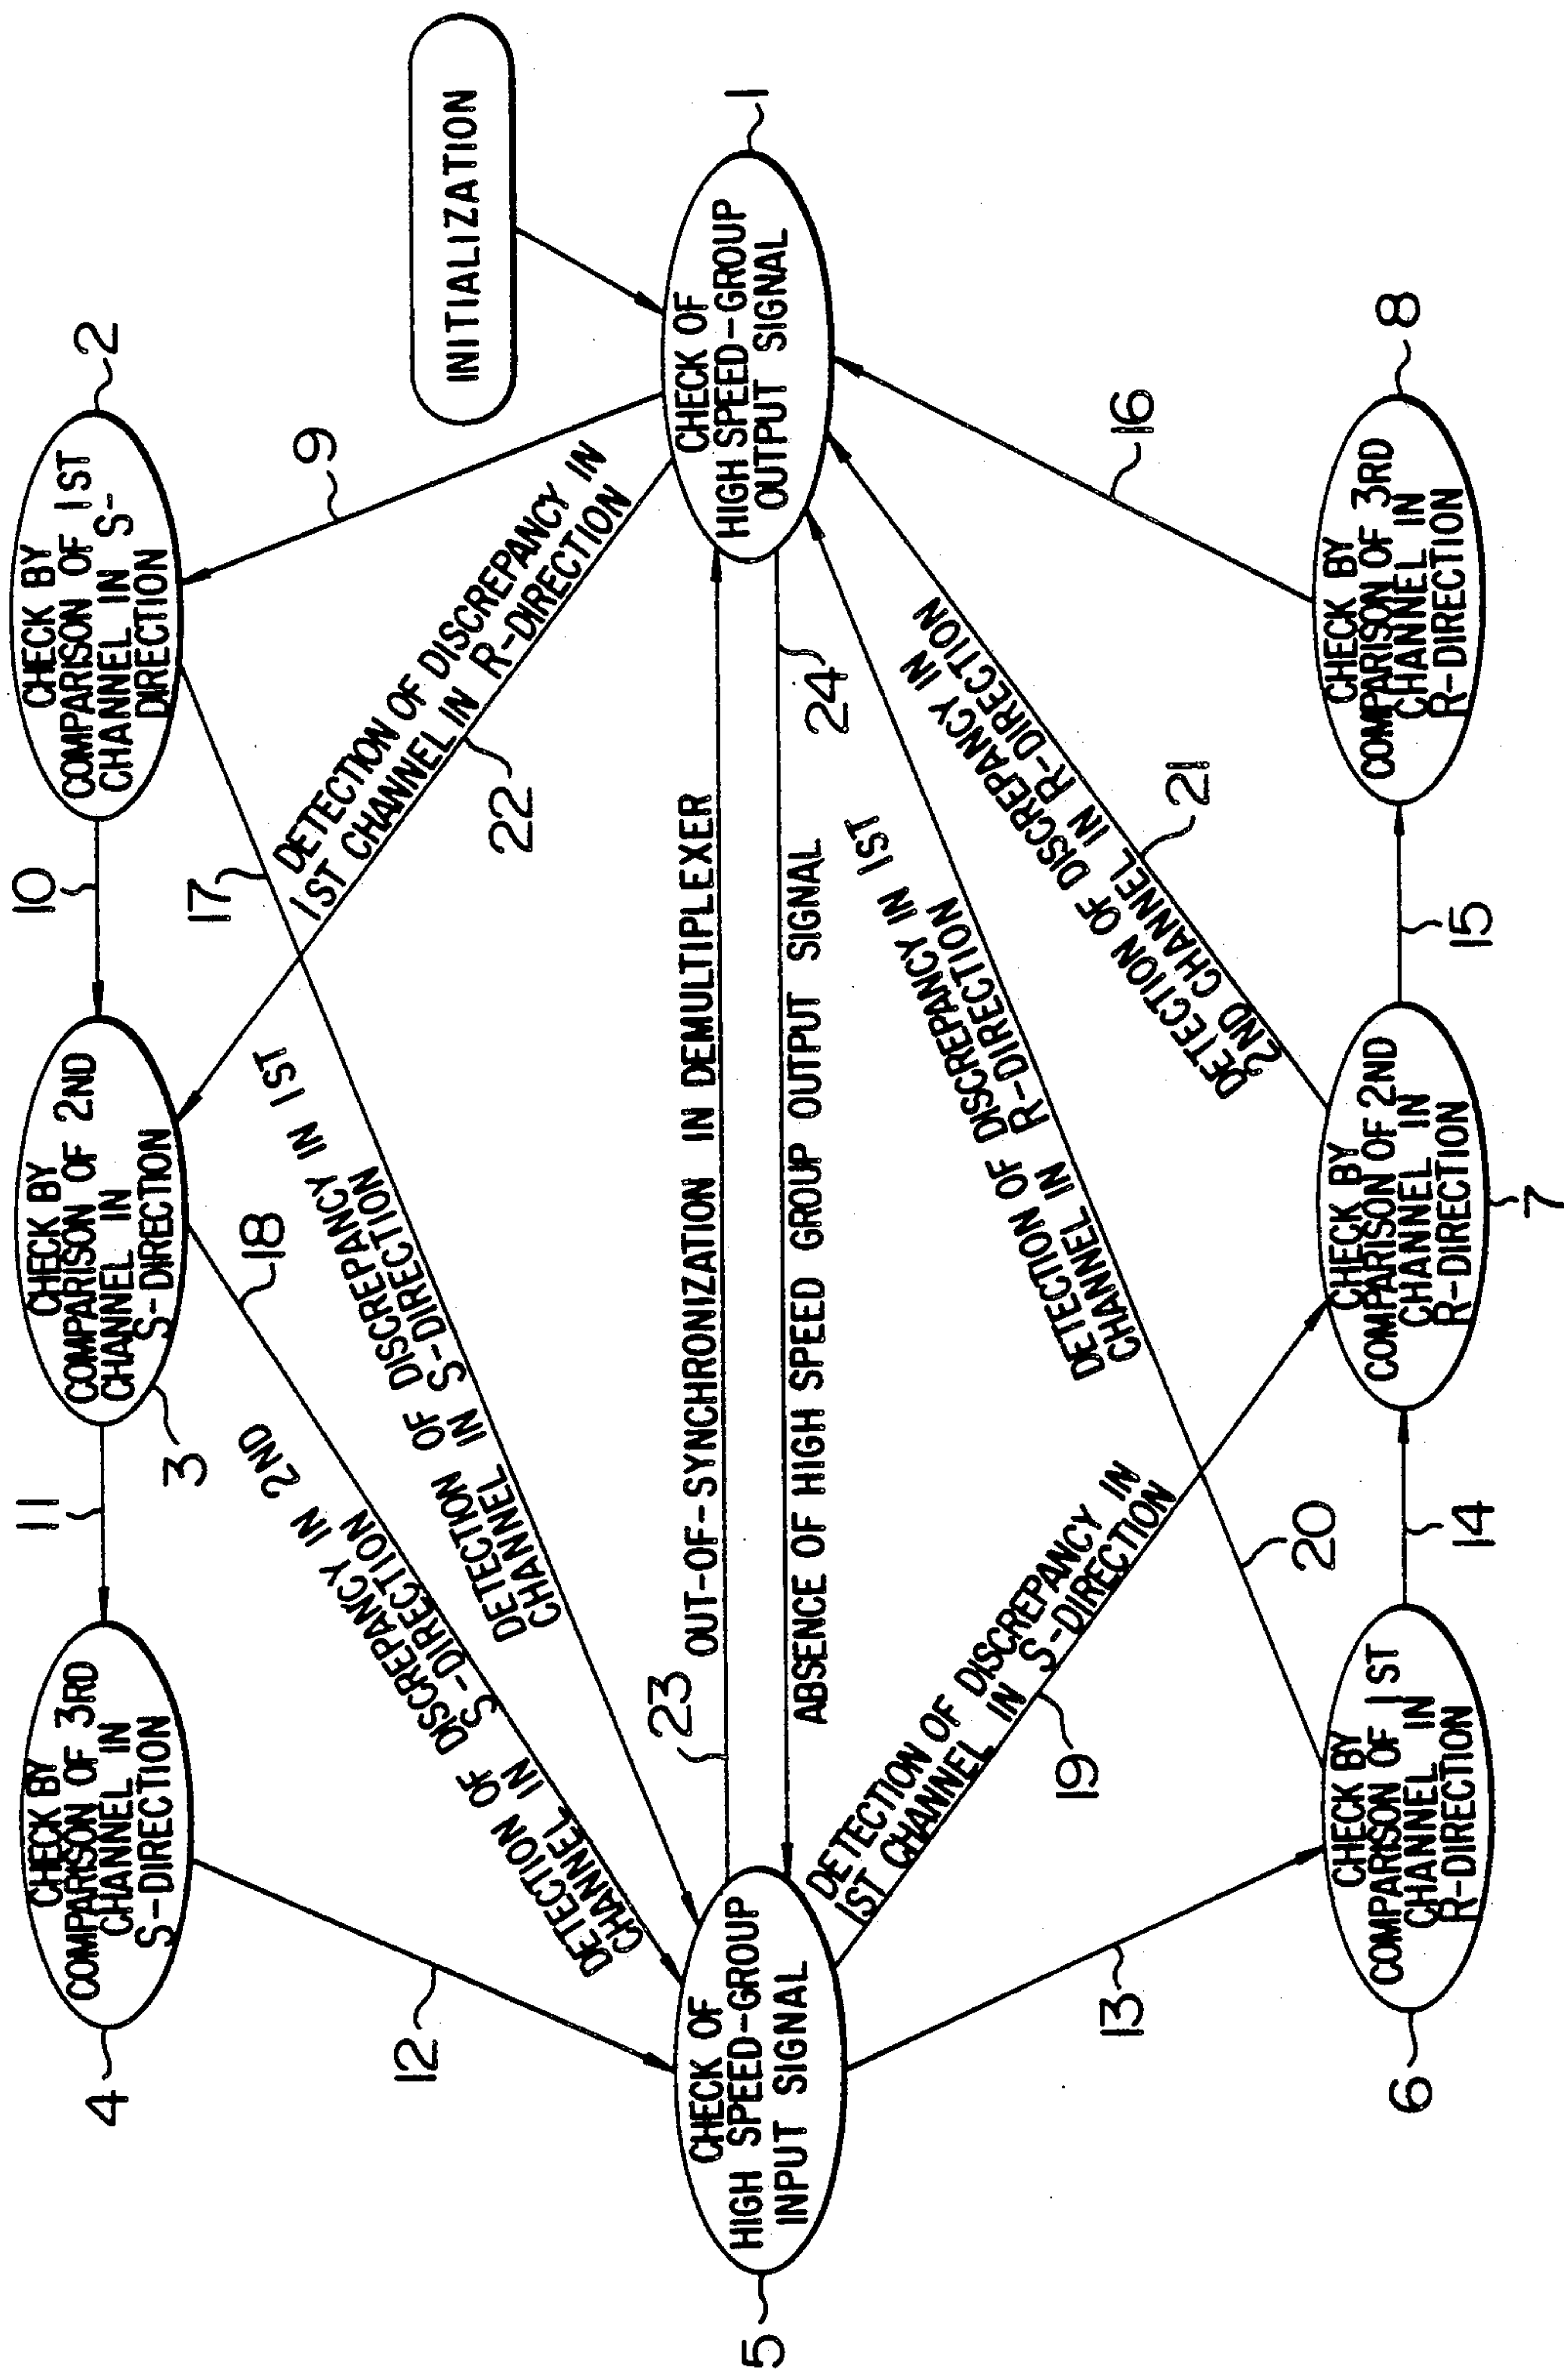 INITIALIZATION
1
CHECK OF
HIGH SPEED-GROUP
OUTPUT SIGNAL
2
CHECK BY
COMPARISON OF 1ST
CHANNEL IN S-
DIRECTION
9
10
17
DETECTION OF DISCREPANCY IN
1ST CHANNEL IN R-DIRECTION
22
CHECK BY
COMPARISON OF 2ND
CHANNEL IN
S-DIRECTION
3
18
DETECTION OF DISCREPANCY IN 1ST
CHANNEL IN S-DIRECTION
11
DETECTION OF DISCREPANCY IN 2ND
CHANNEL IN S-DIRECTION
CHECK BY
COMPARISON OF 3RD
CHANNEL IN
S-DIRECTION
4
12
23
OUT-OF-SYNCHRONIZATION IN DEMULTIPLEXER
24
ABSENCE OF HIGH SPEED GROUP OUTPUT SIGNAL
CHECK OF
HIGH SPEED-GROUP
INPUT SIGNAL
5
DETECTION OF DISCREPANCY IN
1ST CHANNEL IN S-DIRECTION
19
13
DETECTION OF DISCREPANCY IN 1ST
CHANNEL IN R-DIRECTION
20
DETECTION OF DISCREPANCY IN
2ND CHANNEL IN R-DIRECTION
21
16
CHECK BY
COMPARISON OF 1ST
CHANNEL IN
R-DIRECTION
6
14
CHECK BY
COMPARISON OF 2ND
CHANNEL IN
R-DIRECTION
7
15
CHECK BY
COMPARISON OF 3RD
CHANNEL IN
R-DIRECTION
8